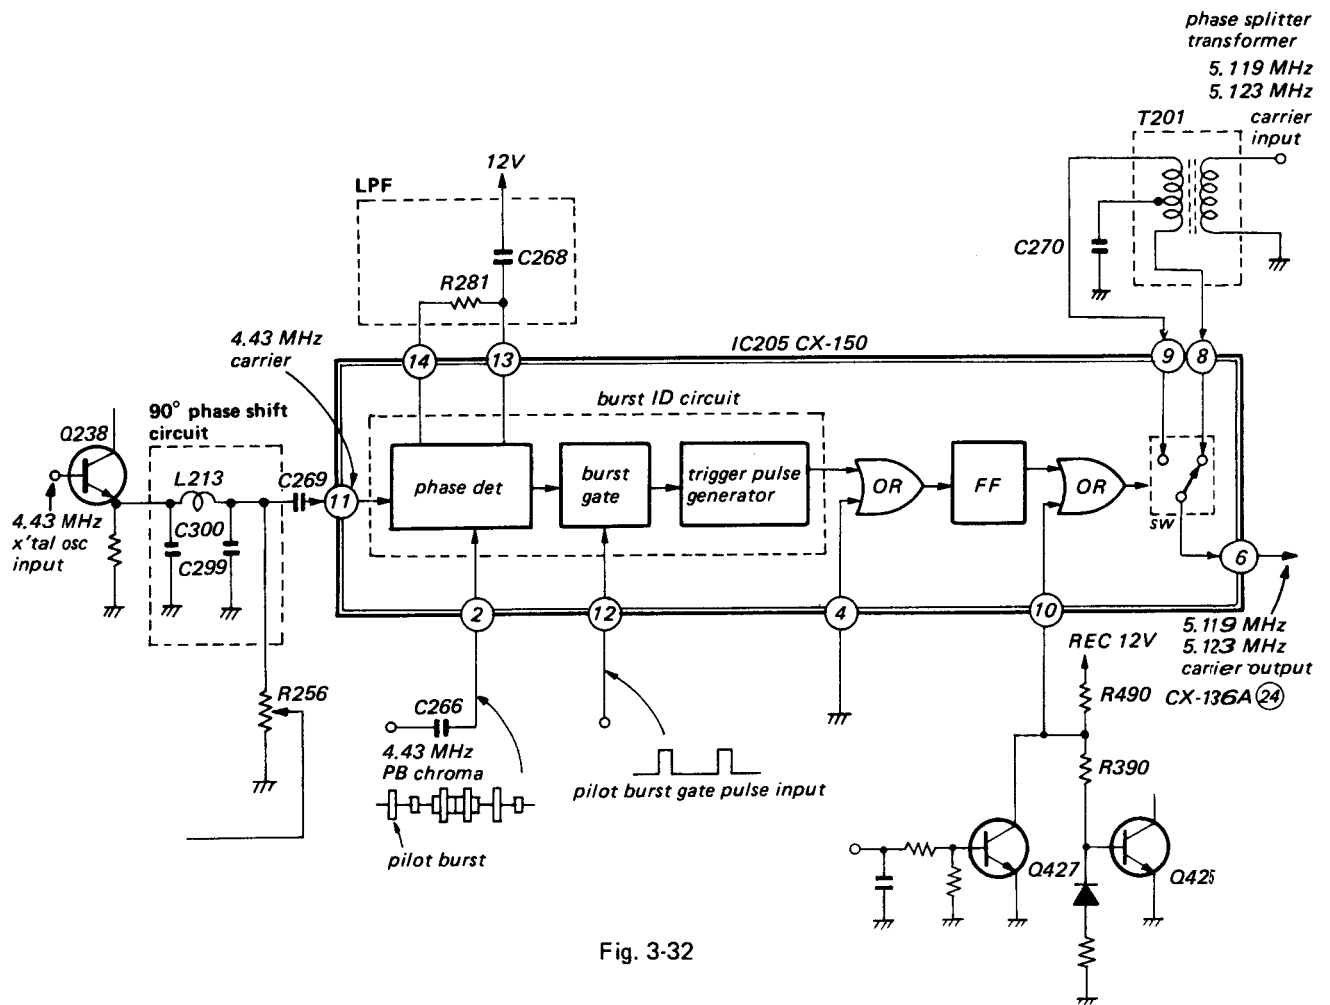 phase splitter
transformer
5.119 MHz
5.123 MHz
carrier
input
T201
C270
12V
LPF
C268
R281
4.43 MHz
carrier
14
13
IC205 CX-150
9
8
90° phase shift
circuit
Q238
L213
C269
11
C300
C299
4.43 MHz
x'tal osc
input
burst ID circuit
phase det
burst
gate
trigger pulse
generator
OR
FF
OR
sw
6
2
12
4
10
5.119 MHz
5.123 MHz
carrier output
CX-136A 24
R256
C266
4.43 MHz
PB chroma
pilot burst
pilot burst gate pulse input
REC 12V
R490
R390
Q427
Q425
Fig. 3-32